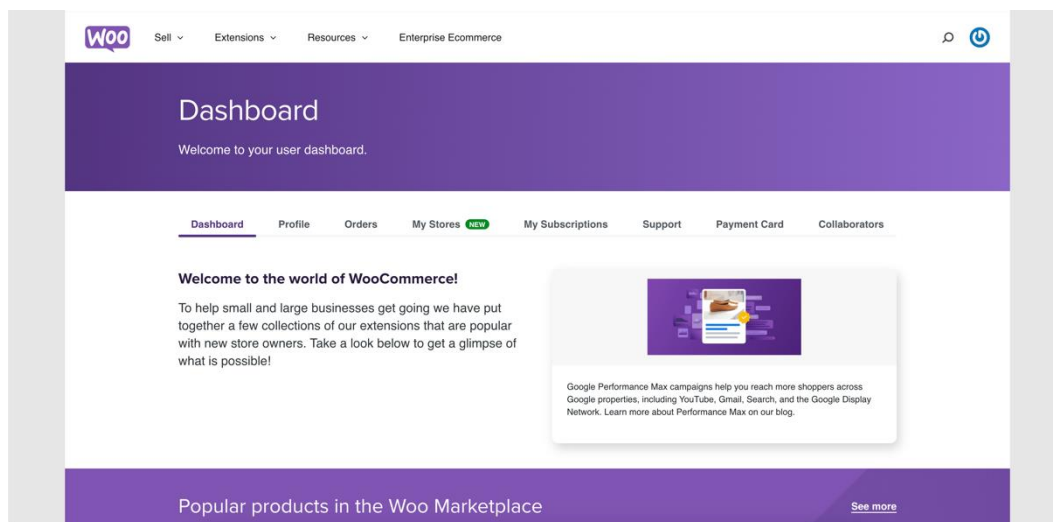 Woo
Sell
Extensions
Resources
Enterprise Ecommerce
Dashboard
Welcome to your user dashboard.
Dashboard
Profile
Orders
My Stores NEW
My Subscriptions
Support
Payment Card
Collaborators
Welcome to the world of WooCommerce!
To help small and large businesses get going we have put
together a few collections of our extensions that are popular
with new store owners. Take a look below to get a glimpse of
what is possible!
Google Performance Max campaigns help you reach more shoppers across
Google properties, including YouTube, Gmail, Search, and the Google Display
Network. Learn more about Performance Max on our blog.
Popular products in the Woo Marketplace
See more